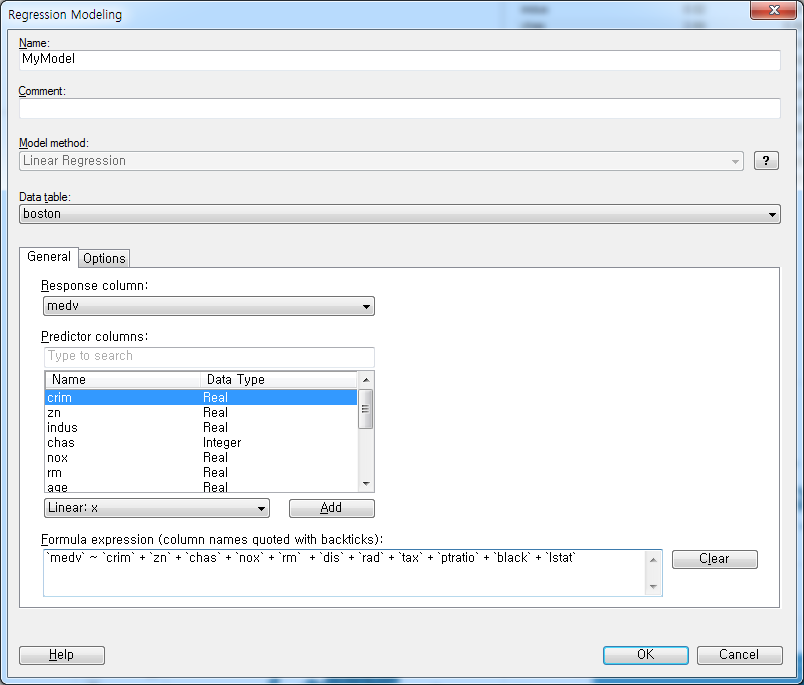 Regression Modeling
Name:
MyModel
Comment:
Model method:
Linear Regression
?
Data table:
boston
General Options
Response column:
medv
Predictor columns:
Type to search
Name Data Type
crim Real
zn Real
indus Real
chas Integer
nox Real
rm Real
age Real
Linear: x
Add
Formula expression (column names quoted with backticks):
`medv` ~ `crim` + `zn` + `chas` + `nox` + `rm` + `dis` + `rad` + `tax` + `ptratio` + `black` + `lstat`
Clear
Help OK Cancel